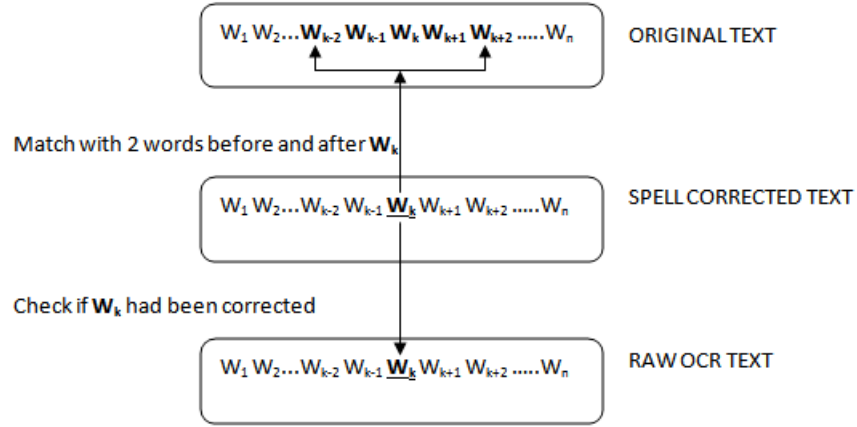 W₁ W₂...Wₖ₋₂ Wₖ₋₁ Wₖ Wₖ₊₁ Wₖ₊₂ .....Wₙ
ORIGINAL TEXT
Match with 2 words before and after Wₖ
W₁ W₂...Wₖ₋₂ Wₖ₋₁ Wₖ Wₖ₊₁ Wₖ₊₂ .....Wₙ
SPELL CORRECTED TEXT
Check if Wₖ had been corrected
W₁ W₂...Wₖ₋₂ Wₖ₋₁ Wₖ Wₖ₊₁ Wₖ₊₂ .....Wₙ
RAW OCR TEXT